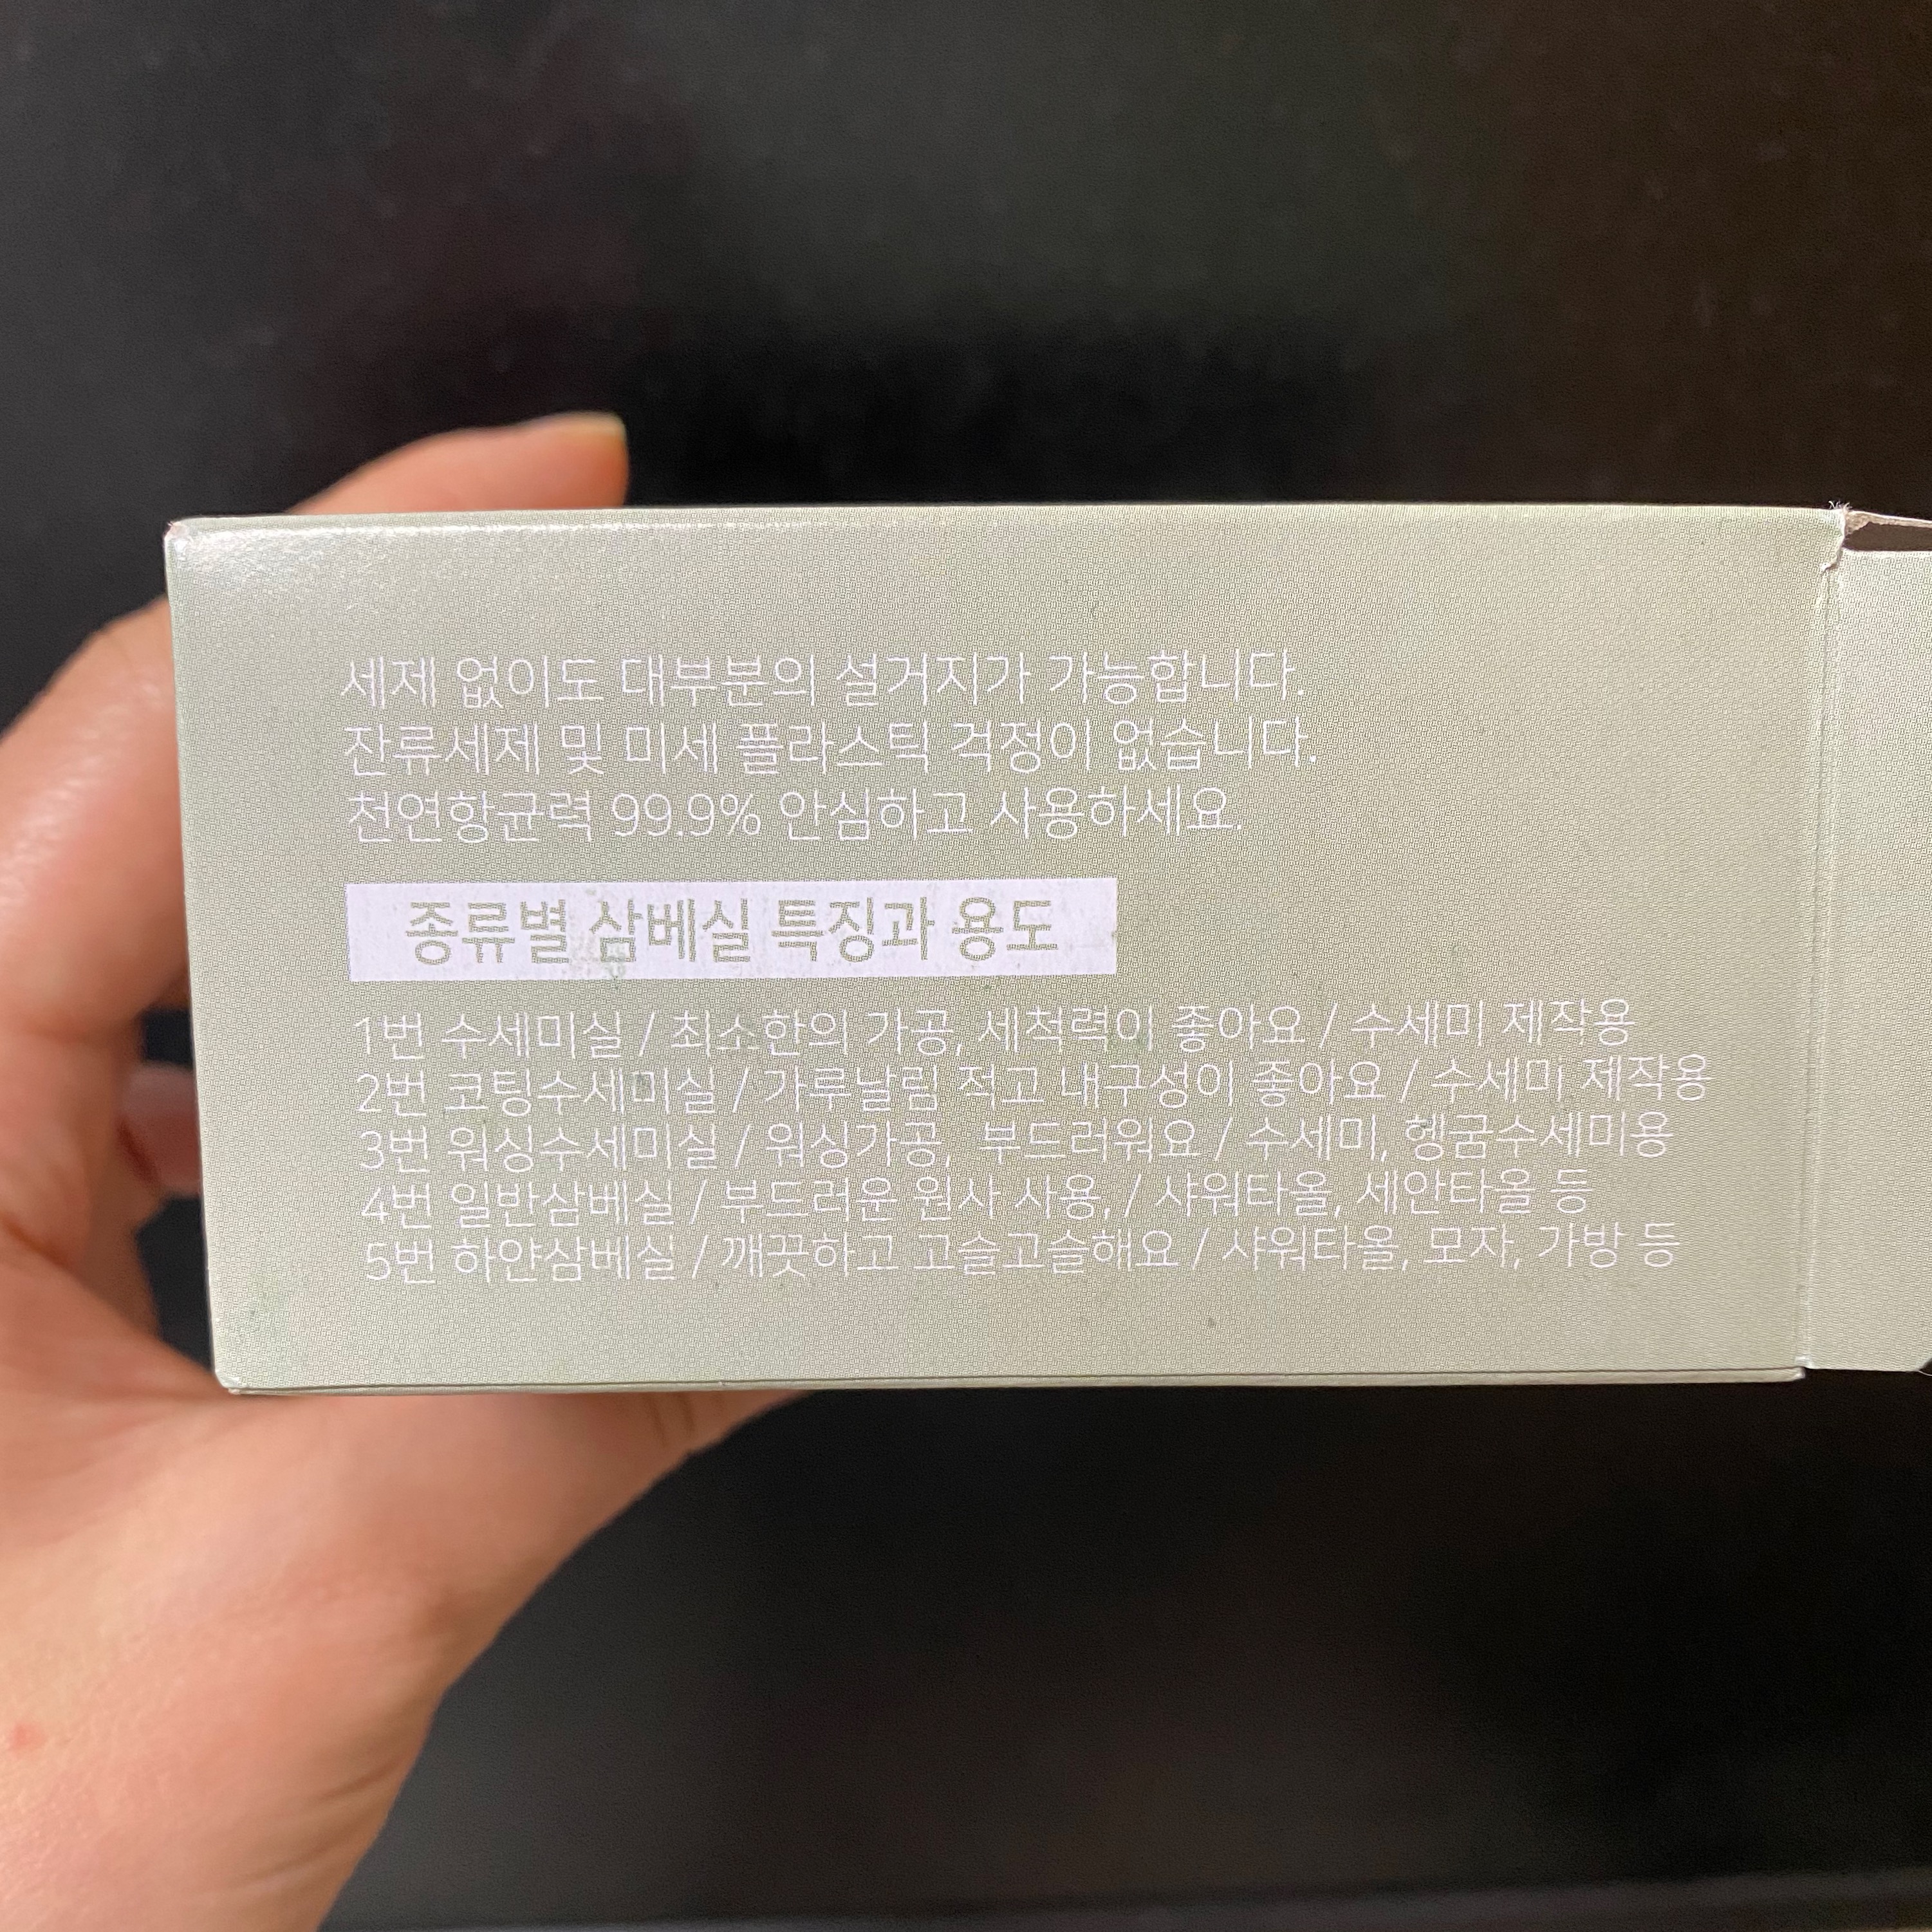 세제 없이도 대부분의 설거지가 가능합니다.
잔류세제 및 미세 플라스틱 걱정이 없습니다.
천연항균력 99.9% 안심하고 사용하세요.
종류별 삼베실 특징과 용도
1번 수세미실 / 최소한의 가공, 세척력이 좋아요 / 수세미 제작용
2번 코팅수세미실 / 가루날림 적고 내구성이 좋아요 / 수세미 제작용
3번 워싱수세미실 / 워싱가공, 부드러워요 / 수세미, 헹굼수세미용
4번 일반삼베실 / 부드러운 원사 사용, / 샤워타올, 세안타올 등
5번 하얀삼베실 / 깨끗하고 고슬고슬해요 / 샤워타올, 모자, 가방 등